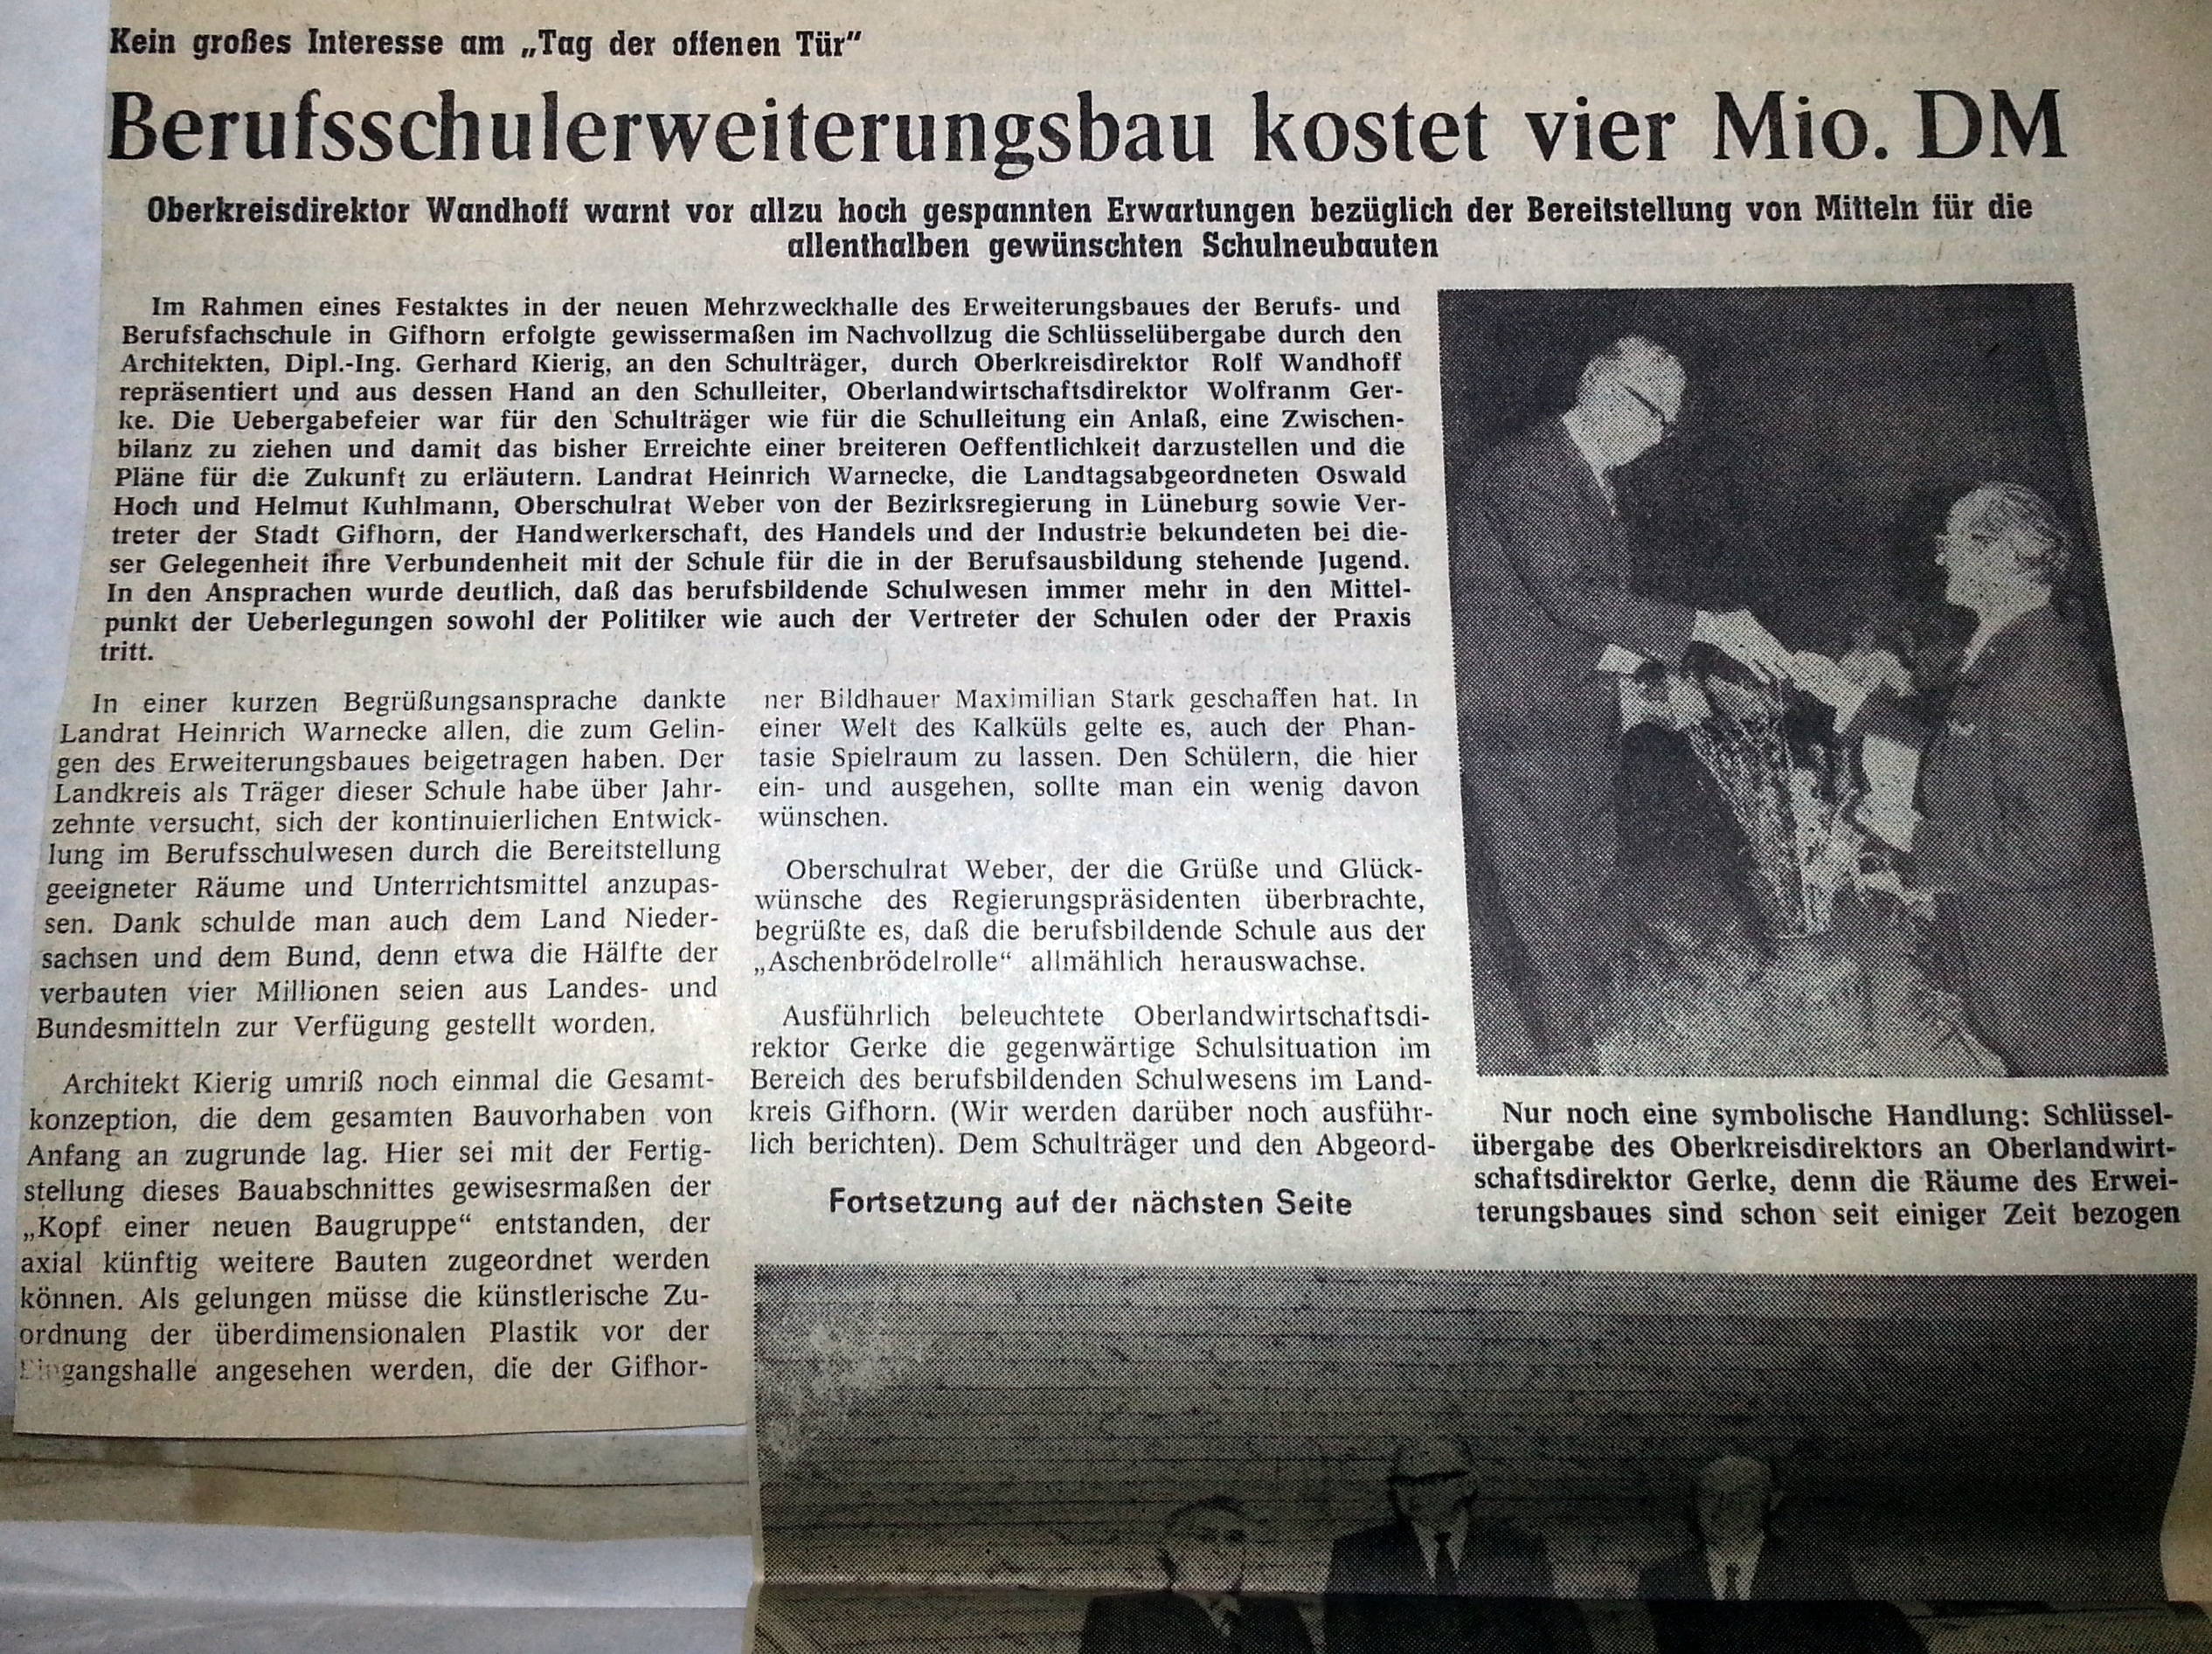 Kein großes Interesse am „Tag der offenen Tür“
Berufsschulerweiterungsbau kostet vier Mio. DM
Oberkreisdirektor Wandhoff warnt vor allzu hoch gespannten Erwartungen bezüglich der Bereitstellung von Mitteln für die
allenthalben gewünschten Schulneubauten
Im Rahmen eines Festaktes in der neuen Mehrzweckhalle des Erweiterungsbaues der Berufs- und
Berufsfachschule in Gifhorn erfolgte gewissermaßen im Nachvollzug die Schlüsselübergabe durch den
Architekten, Dipl.-Ing. Gerhard Kierig, an den Schulträger, durch Oberkreisdirektor Rolf Wandhoff
repräsentiert und aus dessen Hand an den Schulleiter, Oberlandwirtschaftsdirektor Wolfranm Ger-
ke. Die Uebergabefeier war für den Schulträger wie für die Schulleitung ein Anlaß, eine Zwischen-
bilanz zu ziehen und damit das bisher Erreichte einer breiteren Oeffentlichkeit darzustellen und die
Pläne für die Zukunft zu erläutern. Landrat Heinrich Warnecke, die Landtagsabgeordneten Oswald
Hoch und Helmut Kuhlmann, Oberschulrat Weber von der Bezirksregierung in Lüneburg sowie Ver-
treter der Stadt Gifhorn, der Handwerkerschaft, des Handels und der Industrie bekundeten bei die-
ser Gelegenheit ihre Verbundenheit mit der Schule für die in der Berufsausbildung stehende Jugend.
In den Ansprachen wurde deutlich, daß das berufsbildende Schulwesen immer mehr in den Mittel-
punkt der Ueberlegungen sowohl der Politiker wie auch der Vertreter der Schulen oder der Praxis
tritt.
In einer kurzen Begrüßungsansprache dankte
Landrat Heinrich Warnecke allen, die zum Gelin-
gen des Erweiterungsbaues beigetragen haben. Der
Landkreis als Träger dieser Schule habe über Jahr-
zehnte versucht, sich der kontinuierlichen Entwick-
lung im Berufsschulwesen durch die Bereitstellung
geeigneter Räume und Unterrichtsmittel anzupas-
sen. Dank schulde man auch dem Land Nieder-
sachsen und dem Bund, denn etwa die Hälfte der
verbauten vier Millionen seien aus Landes- und
Bundesmitteln zur Verfügung gestellt worden.
Architekt Kierig umriß noch einmal die Gesamt-
konzeption, die dem gesamten Bauvorhaben von
Anfang an zugrunde lag. Hier sei mit der Fertig-
stellung dieses Bauabschnittes gewisesrmaßen der
„Kopf einer neuen Baugruppe“ entstanden, der
axial künftig weitere Bauten zugeordnet werden
können. Als gelungen müsse die künstlerische Zu-
ordnung der überdimensionalen Plastik vor der
Eingangshalle angesehen werden, die der Gifhor-
ner Bildhauer Maximilian Stark geschaffen hat. In
einer Welt des Kalküls gelte es, auch der Phan-
tasie Spielraum zu lassen. Den Schülern, die hier
ein- und ausgehen, sollte man ein wenig davon
wünschen.
Oberschulrat Weber, der die Grüße und Glück-
wünsche des Regierungspräsidenten überbrachte,
begrüßte es, daß die berufsbildende Schule aus der
„Aschenbrödelrolle“ allmählich herauswachse.
Ausführlich beleuchtete Oberlandwirtschaftsdi-
rektor Gerke die gegenwärtige Schulsituation im
Bereich des berufsbildenden Schulwesens im Land-
kreis Gifhorn. (Wir werden darüber noch ausführ-
lich berichten). Dem Schulträger und den Abgeord-
Fortsetzung auf der nächsten Seite
Nur noch eine symbolische Handlung: Schlüssel-
übergabe des Oberkreisdirektors an Oberlandwirt-
schaftsdirektor Gerke, denn die Räume des Erwei-
terungsbaues sind schon seit einiger Zeit bezogen